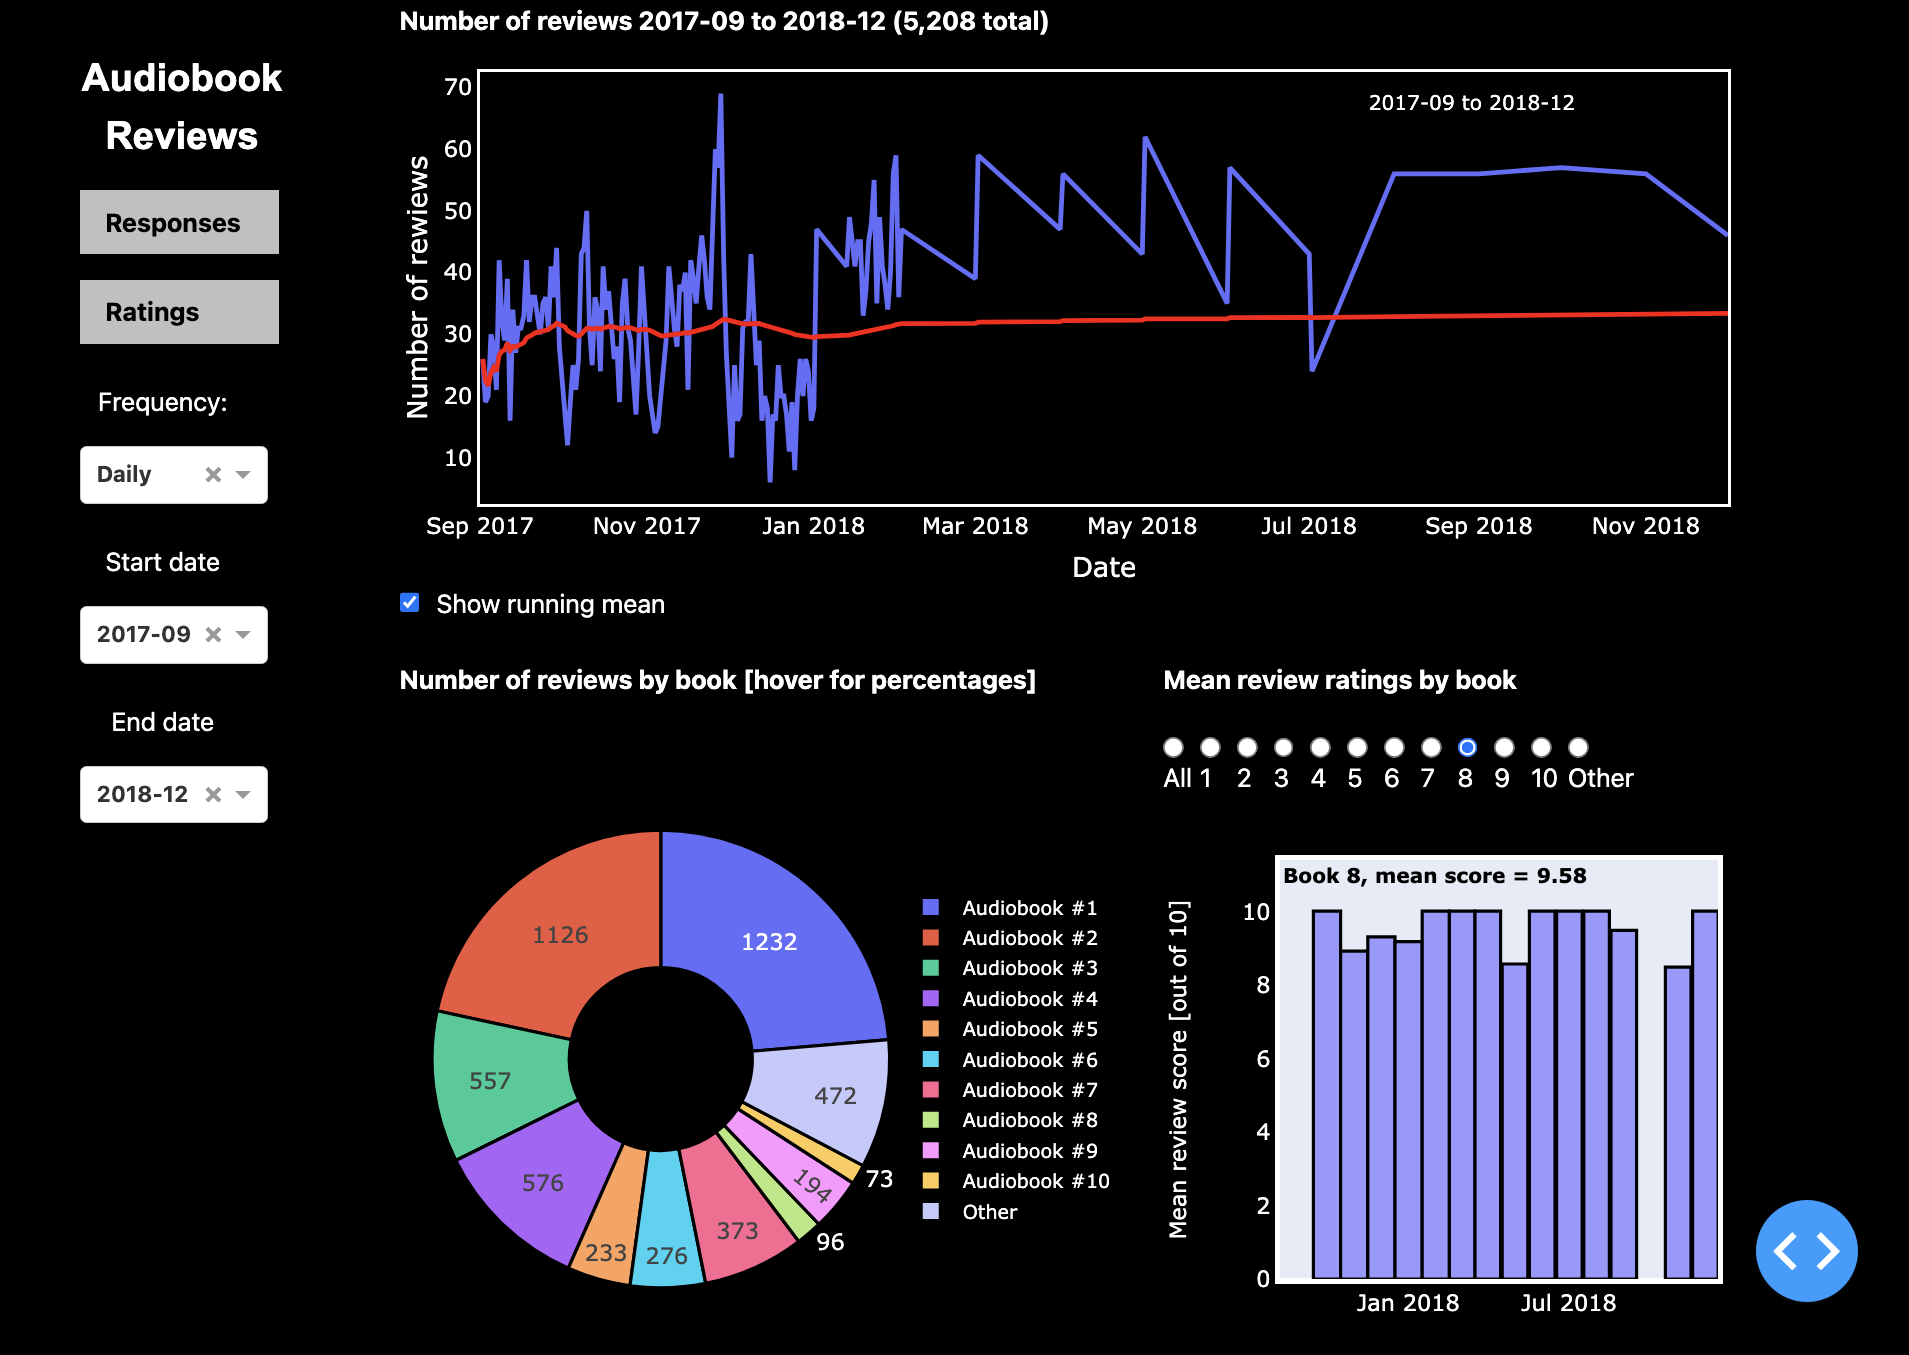 Number of reviews 2017-09 to 2018-12 (5,208 total)
Audiobook
Reviews
Responses
Ratings
Frequency:
Daily
Start date
2017-09
End date
2018-12
2017-09 to 2018-12
Number of rewiews
70
60
50
40
30
20
10
Sep 2017 Nov 2017 Jan 2018 Mar 2018 May 2018 Jul 2018 Sep 2018 Nov 2018
Date
Show running mean
Number of reviews by book [hover for percentages]
1232
1126
557
576
233
276
373
96
194
73
472
Audiobook #1
Audiobook #2
Audiobook #3
Audiobook #4
Audiobook #5
Audiobook #6
Audiobook #7
Audiobook #8
Audiobook #9
Audiobook #10
Other
Mean review ratings by book
All 1 2 3 4 5 6 7 8 9 10 Other
Book 8, mean score = 9.58
Mean review score [out of 10]
10
8
6
4
2
0
Jan 2018 Jul 2018